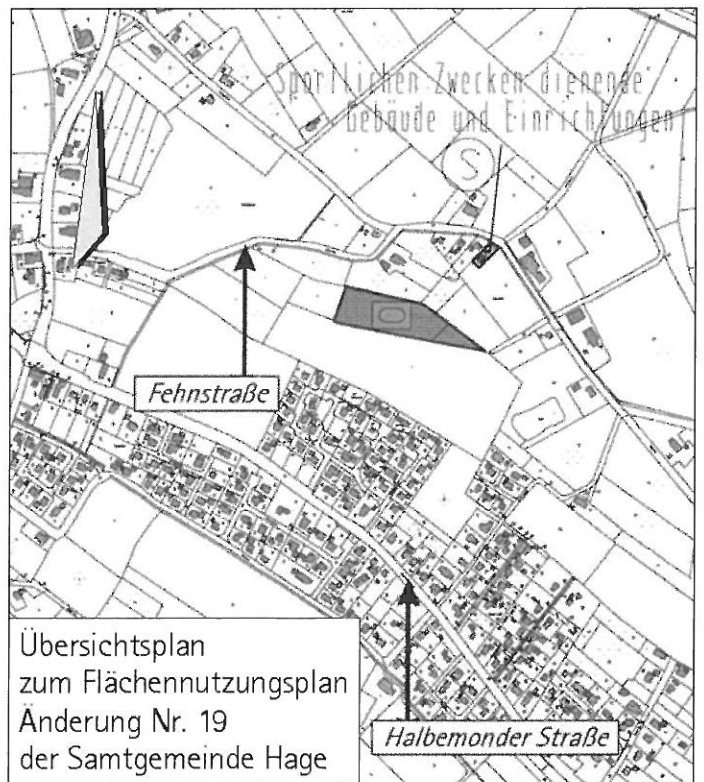 Sportlichen Zwecken dienende
Gebäude und Einrichtungen
S
Fehnstraße
Übersichtsplan
zum Flächennutzungsplan
Änderung Nr. 19
der Samtgemeinde Hage
Halbemonder Straße